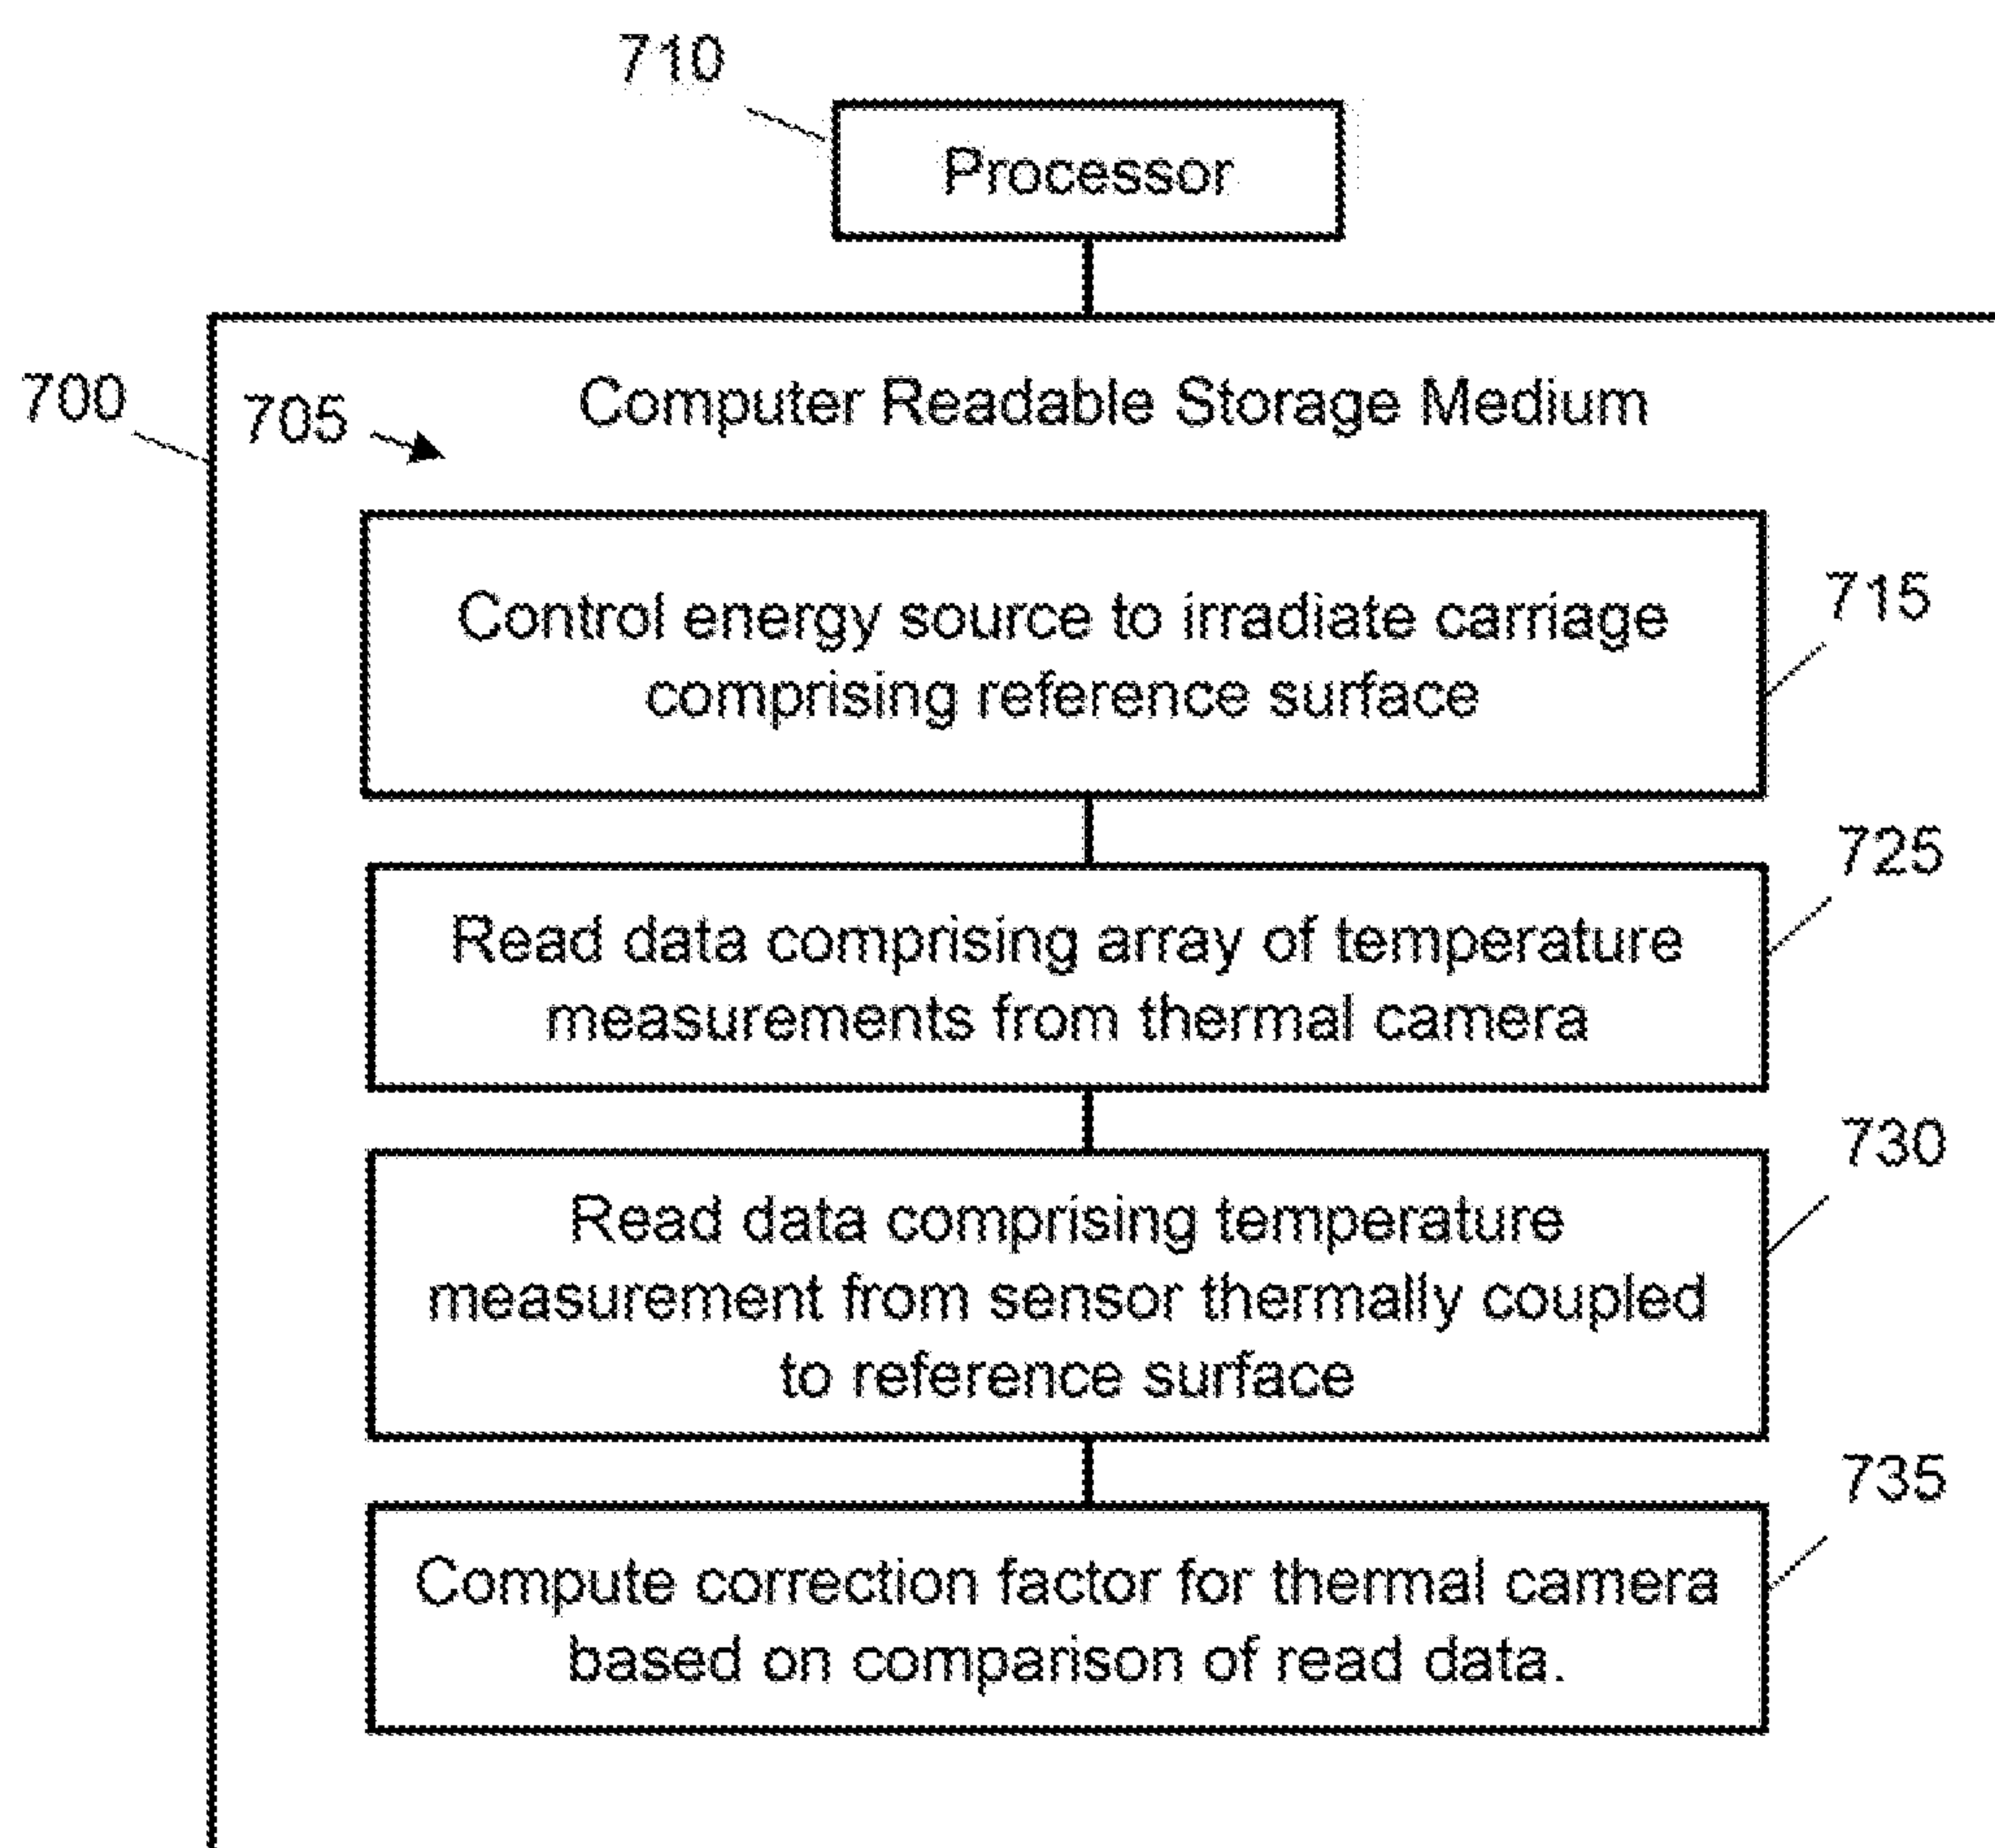 710
Processor
700
705
Computer Readable Storage Medium
Control energy source to irradiate carriage
comprising reference surface
715
725
Read data comprising array of temperature
measurements from thermal camera
730
Read data comprising temperature
measurement from sensor thermally coupled
to reference surface
735
Compute correction factor for thermal camera
based on comparison of read data.